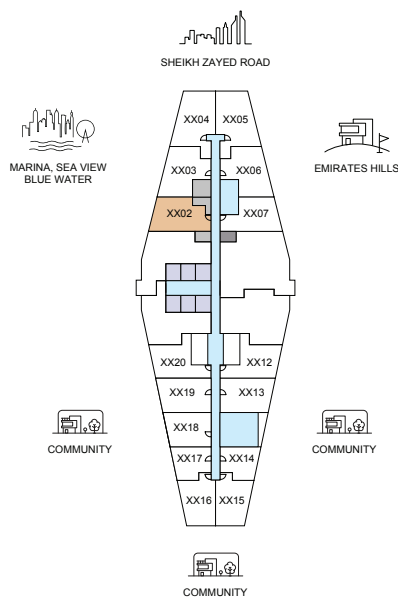 SHEIKH ZAYED ROAD
XX04 XX05
MARINA, SEA VIEW
BLUE WATER
EMIRATES HILLS
XX03 XX06
XX02 XX07
XX20 XX12
XX19 XX13
XX18
XX17 XX14
XX16 XX15
COMMUNITY
COMMUNITY
COMMUNITY